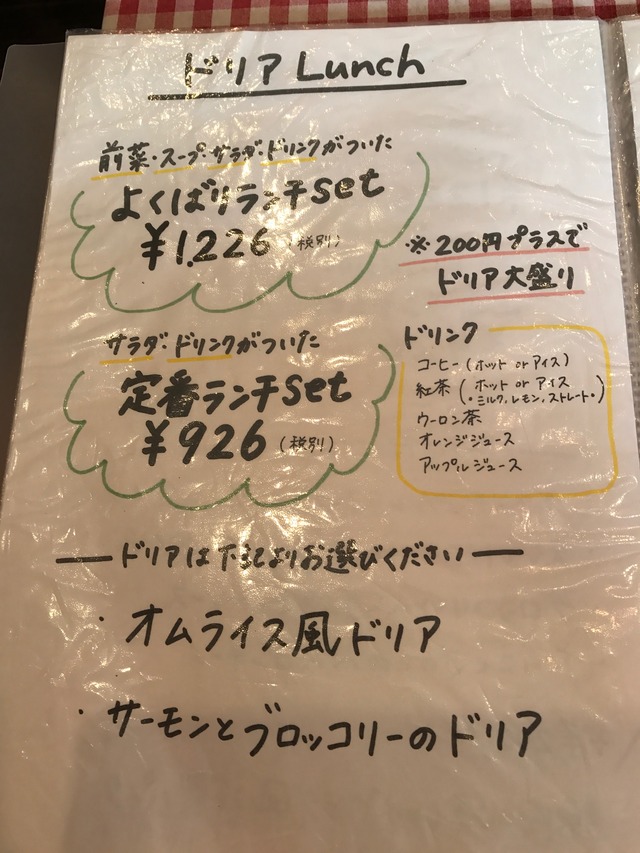 ドリア Lunch
前菜・スープ・サラダ・ドリンクがついた
よくばりランチset
¥1,226（税別）
※200円プラスで
ドリア大盛り
サラダ・ドリンクがついた
定番ランチset
¥926（税別）
ドリンク
コーヒー（ホット or アイス）
紅茶（ホット or アイス
・ミルク,レモン,ストレート・）
ウーロン茶
オレンジジュース
アップルジュース
ードリアは下記よりお選びくださいー
・オムライス風ドリア
・サーモンとブロッコリーのドリア